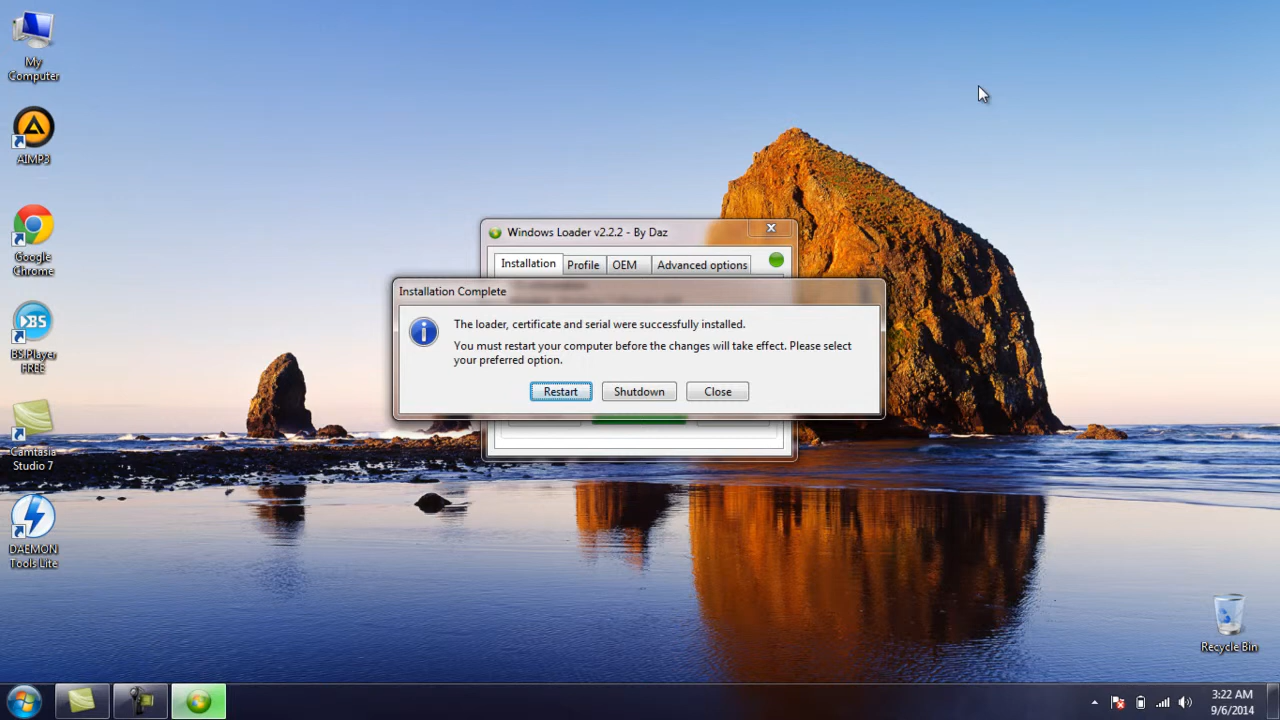 My
Computer
AIMP3
Google
Chrome
BS.Player
FREE
Camtasia
Studio 7
DAEMON
Tools Lite
Windows Loader v2.2.2 - By Daz
Installation Profile OEM Advanced options
Installation Complete
The loader, certificate and serial were successfully installed.
You must restart your computer before the changes will take effect. Please select
your preferred option.
Restart Shutdown Close
Recycle Bin
3:22 AM
9/6/2014